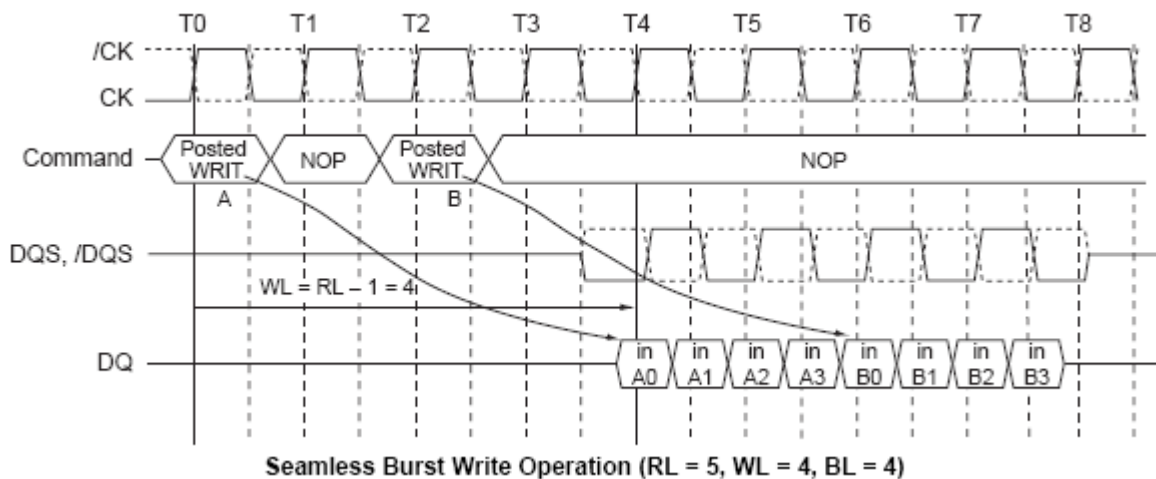 T0 T1 T2 T3 T4 T5 T6 T7 T8
/CK
CK
Command
Posted
WRIT
NOP
Posted
WRIT
NOP
A
B
DQS, /DQS
WL = RL – 1 = 4
DQ
in
A0
in
A1
in
A2
in
A3
in
B0
in
B1
in
B2
in
B3
Seamless Burst Write Operation (RL = 5, WL = 4, BL = 4)